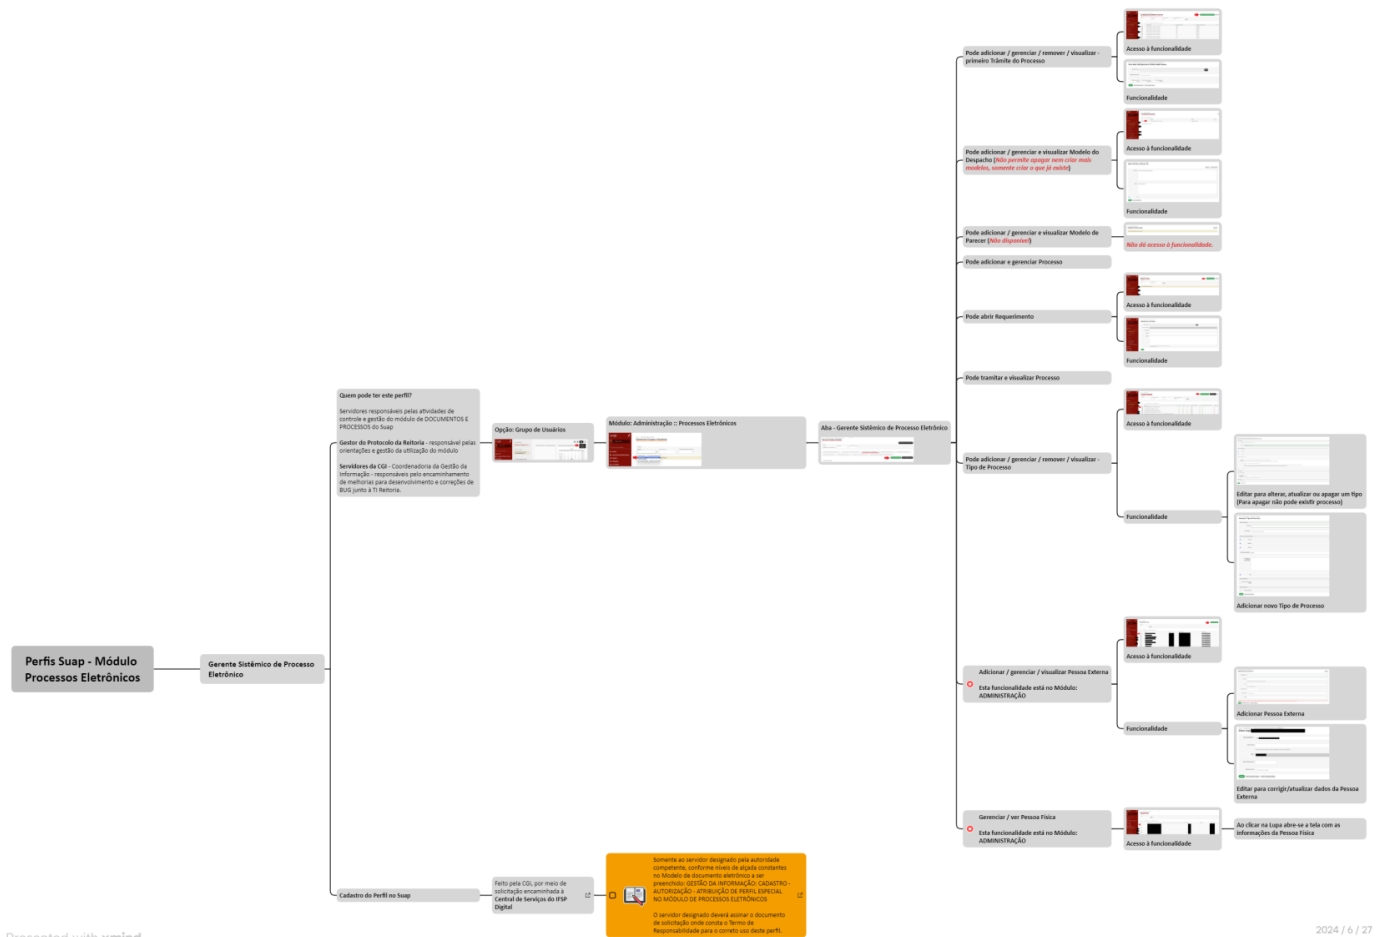 Perfis Suap - Módulo
Processos Eletrônicos
Gerente Sistêmico de Processo
Eletrônico
Quem pode ter este perfil?
Servidores responsáveis pelas atividades de
controle e gestão do módulo de DOCUMENTOS E
PROCESSOS do Suap
Gestor do Protocolo da Reitoria - responsável pelas
orientações e gestão da utilização do módulo
Servidores da CGI - Coordenadoria da Gestão da
Informação - responsáveis pelo encaminhamento
de melhorias para desenvolvimento e correções de
BUG junto à TI Reitoria.
Opção: Grupo de Usuários
Módulo: Administração :: Processos Eletrônicos
Aba - Gerente Sistêmico de Processo Eletrônico
Pode adicionar / gerenciar / remover / visualizar -
primeiro Trâmite do Processo
Acesso à funcionalidade
Funcionalidade
Pode adicionar / gerenciar e visualizar Modelo do
Despacho (Não permite apagar nem criar mais
modelos, somente criar o que já existe)
Acesso à funcionalidade
Funcionalidade
Pode adicionar / gerenciar e visualizar Modelo de
Parecer (Não disponível)
Não dá acesso à funcionalidade.
Pode adicionar e gerenciar Processo
Pode abrir Requerimento
Acesso à funcionalidade
Funcionalidade
Pode tramitar e visualizar Processo
Pode adicionar / gerenciar / remover / visualizar -
Tipo de Processo
Acesso à funcionalidade
Funcionalidade
Editar para alterar, atualizar ou apagar um tipo
(Para apagar não pode existir processo)
Adicionar novo Tipo de Processo
Adicionar / gerenciar / visualizar Pessoa Externa
Esta funcionalidade está no Módulo:
ADMINISTRAÇÃO
Acesso à funcionalidade
Funcionalidade
Adicionar Pessoa Externa
Editar para corrigir/atualizar dados da Pessoa
Externa
Gerenciar / ver Pessoa Física
Esta funcionalidade está no Módulo:
ADMINISTRAÇÃO
Acesso à funcionalidade
Ao clicar na Lupa abre-se a tela com as
informações da Pessoa Física
Cadastro do Perfil no Suap
Feito pela CGI, por meio de
solicitação encaminhada à
Central de Serviços do IFSP
Digital
Somente ao servidor designado pela autoridade
competente, conforme níveis de alçada constantes
no Modelo de documento eletrônico a ser
preenchido: GESTÃO DA INFORMAÇÃO: CADASTRO -
AUTORIZAÇÃO - ATRIBUIÇÃO DE PERFIL ESPECIAL
NO MÓDULO DE PROCESSOS ELETRÔNICOS
O servidor designado deverá assinar o documento
de solicitação onde consta o Termo de
Responsabilidade para o correto uso deste perfil.
Presented with xmind
2024 / 6 / 27